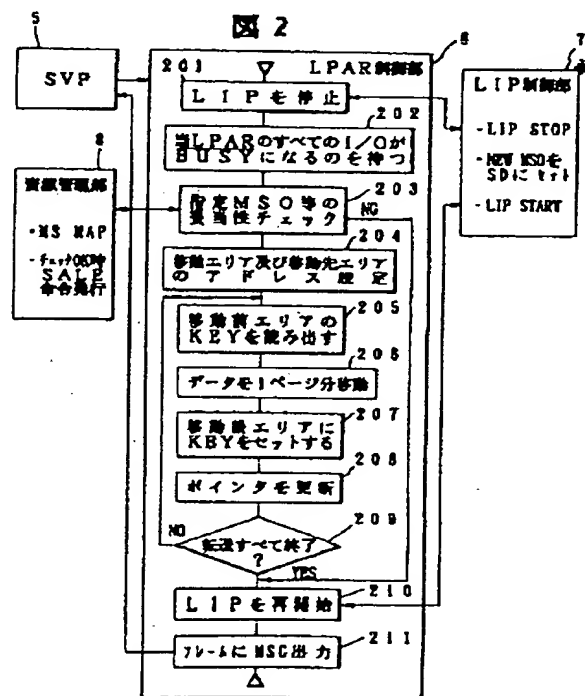 図 2
5
SVP
201
LPAR制御部
6
LIPを停止
202
当LPARのすべてのI/Oが
BUSYになるのを待つ
203
指定MSO等の
妥当性チェック
NG
204
移動エリア及び移動先エリア
のアドレス設定
205
移動前エリアの
KEYを読み出す
206
データを1ページ分移動
207
移動後エリアに
KEYをセットする
208
ポインタを更新
209
NO
転送すべて終了
?
YES
210
LIPを再開始
211
フレームにMSG出力
7
LIP制御部
-LIP STOP
-NEW MSOを
SDにセット
-LIP START
資源管理部
・MS MAP
・チェックOK時
SALE
命令発行